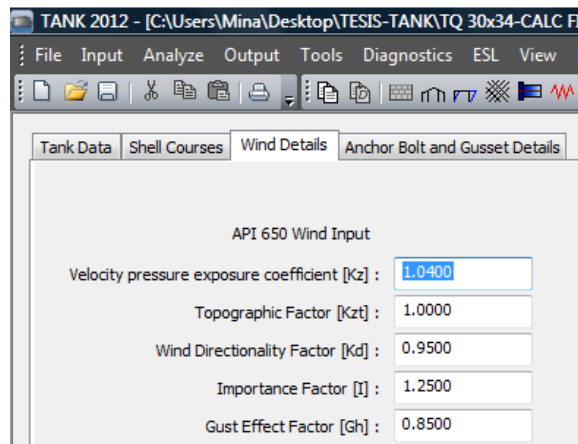 TANK 2012 - [C:\Users\Mina\Desktop\TESIS-TANK\TQ 30x34-CALC
File Input Analyze Output Tools Diagnostics ESL View
Tank Data Shell Courses Wind Details Anchor Bolt and Gusset Details
API 650 Wind Input
Velocity pressure exposure coefficient [Kz] : 1.0400
Topographic Factor [Kzt] : 1.0000
Wind Directionality Factor [Kd] : 0.9500
Importance Factor [I] : 1.2500
Gust Effect Factor [Gh] : 0.8500